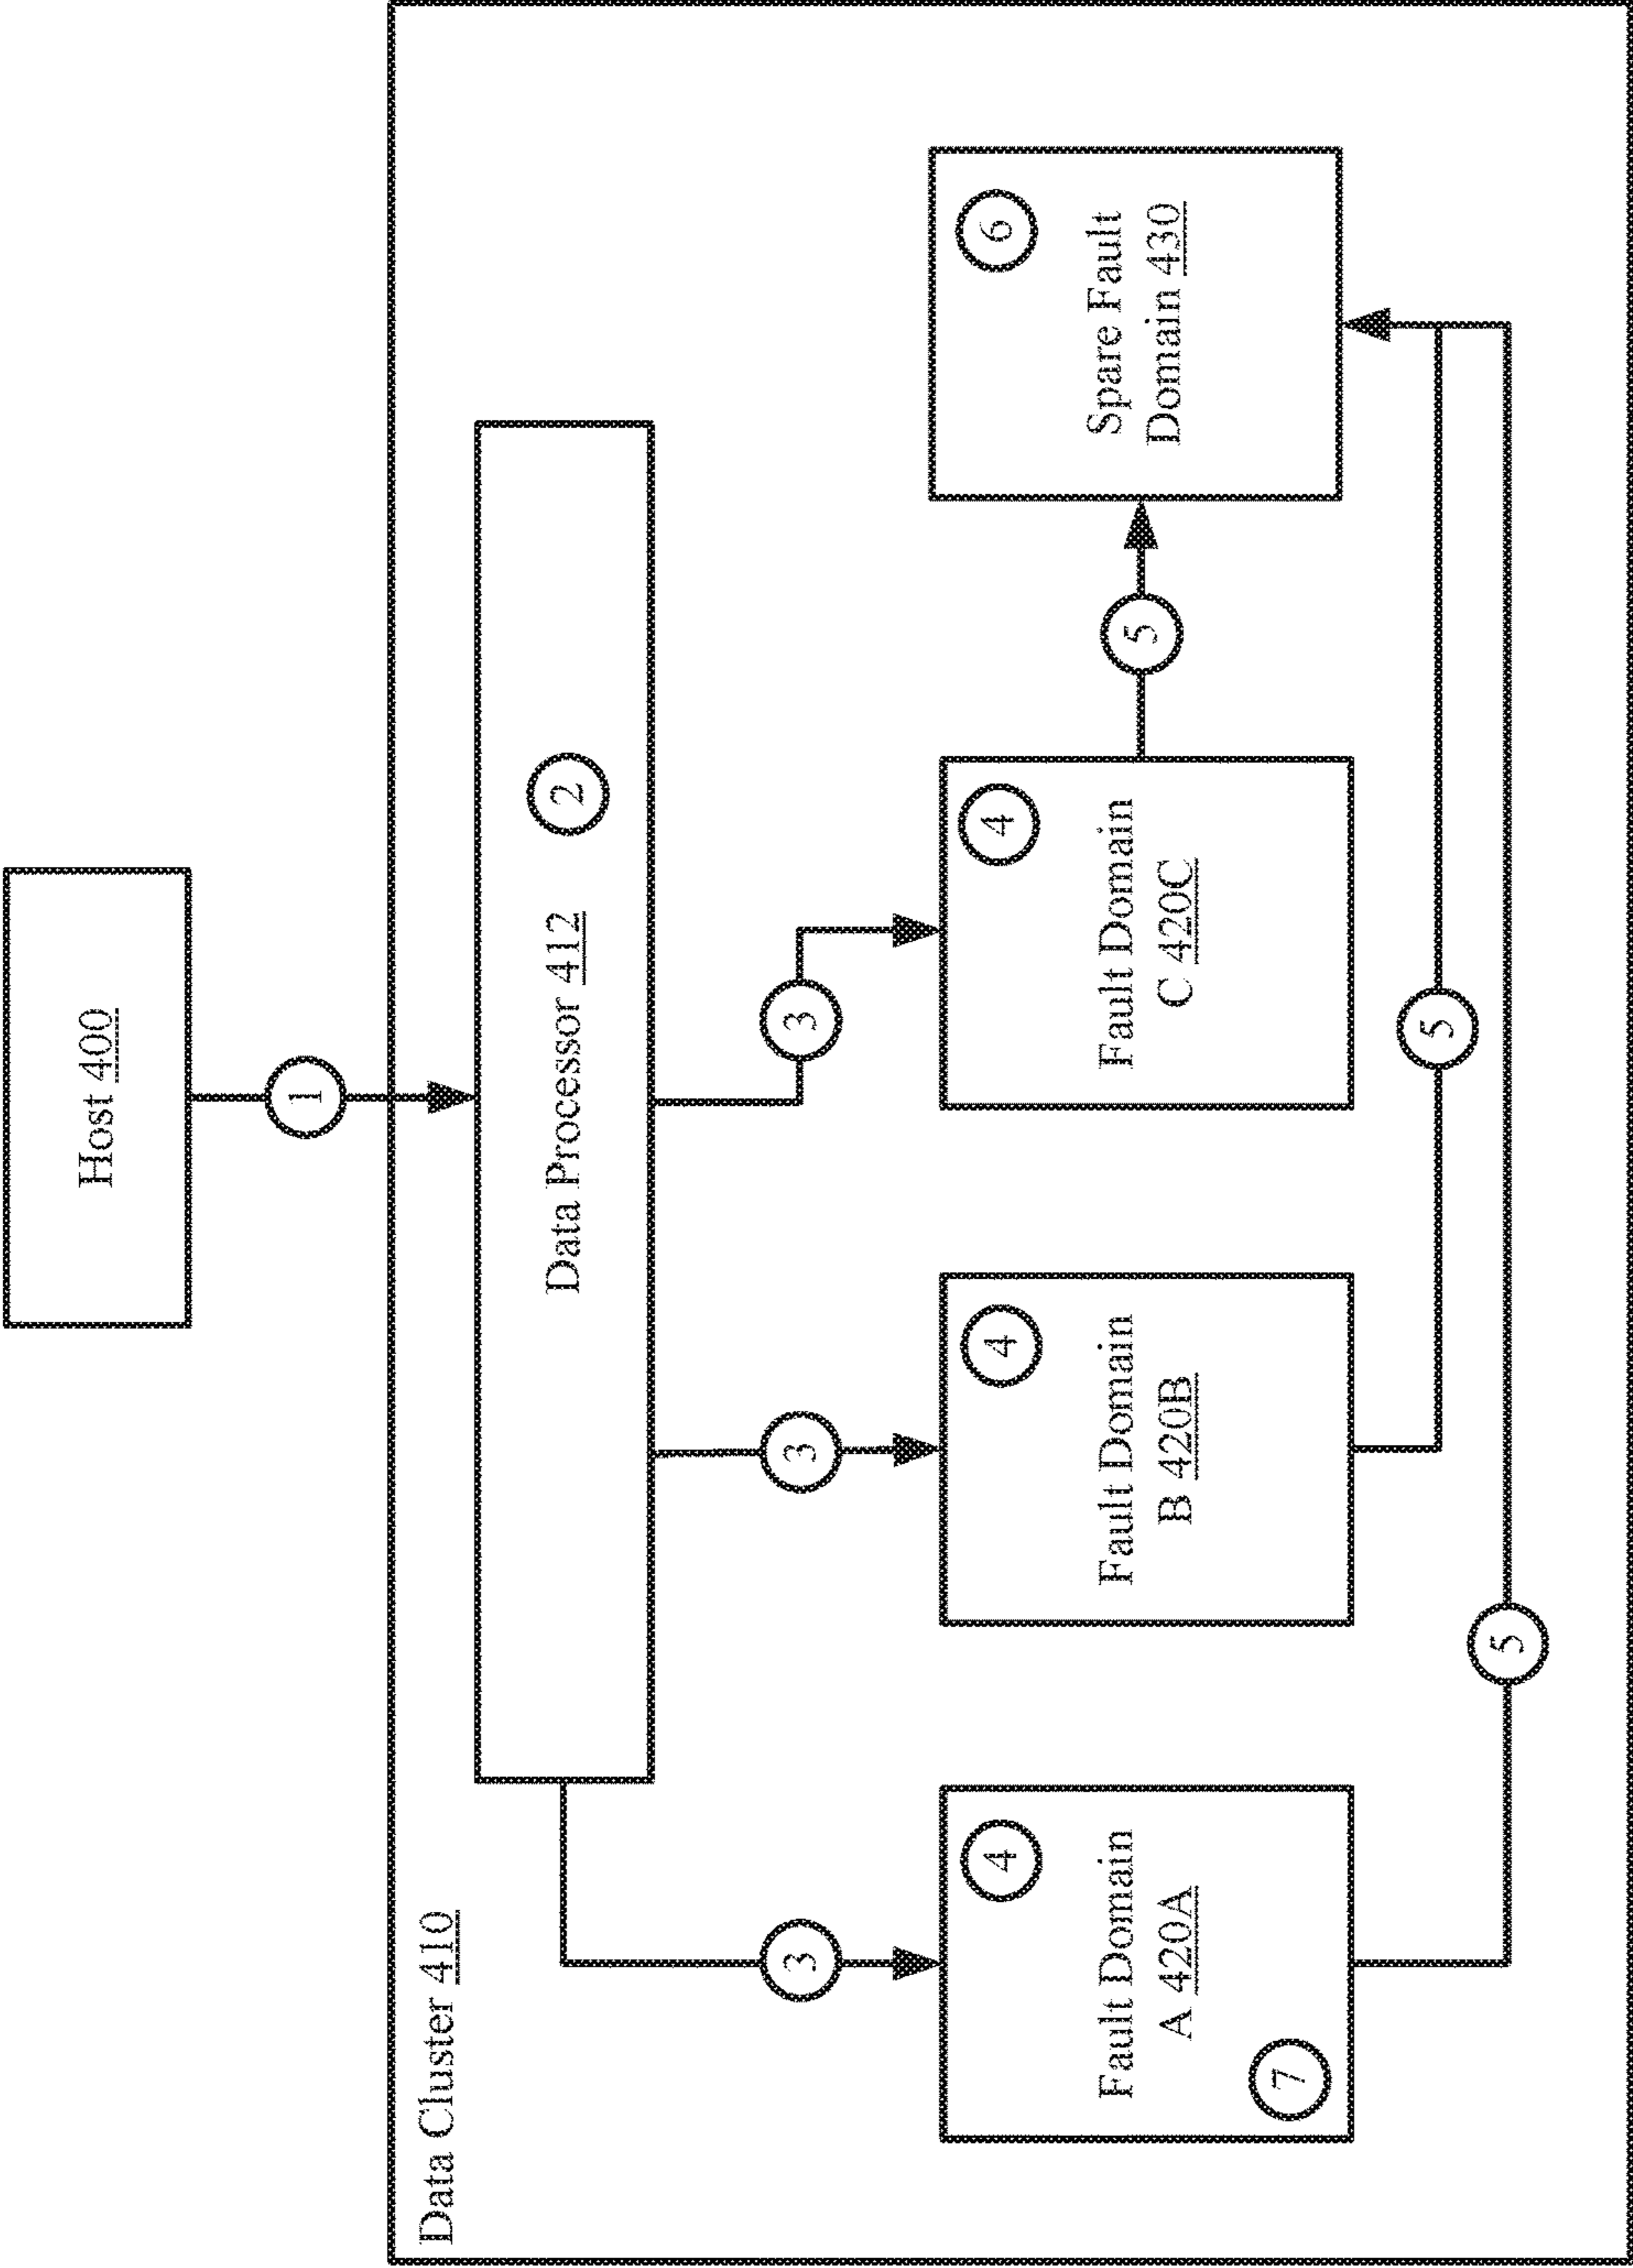 Host 400
1
Data Cluster 410
Data Processor 412
2
3
3
3
4
Fault Domain
A 420A
7
4
Fault Domain
B 420B
4
Fault Domain
C 420C
5
6
Spare Fault
Domain 430
5
5